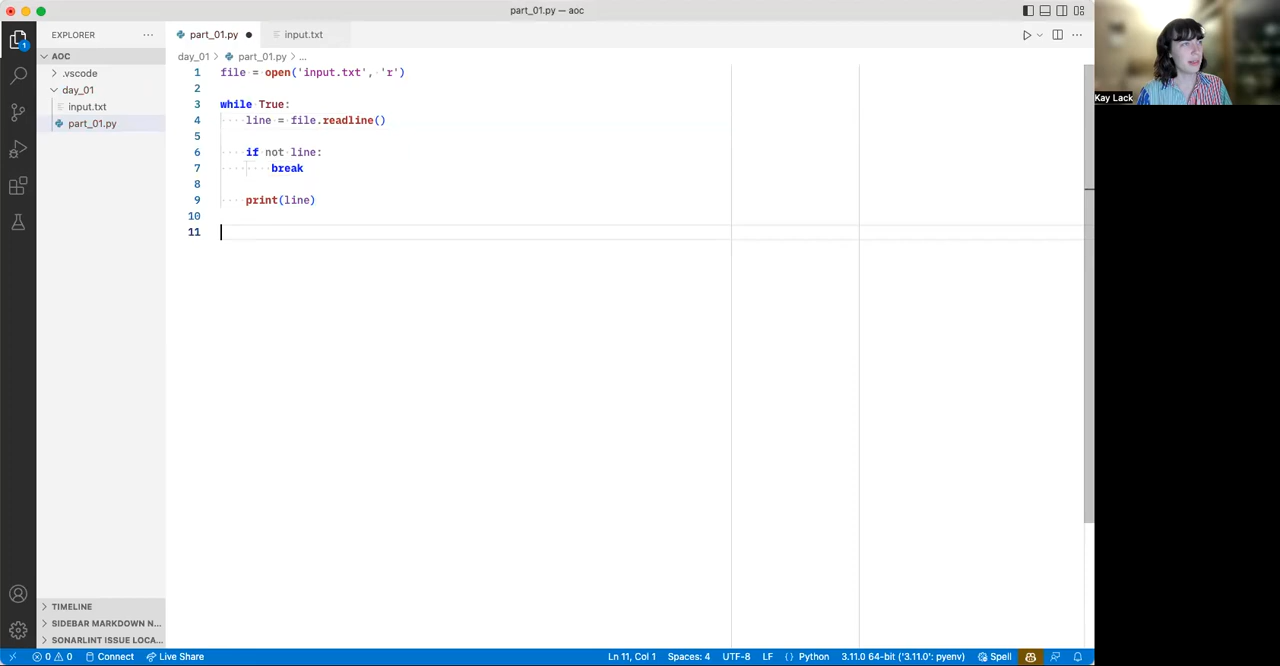 part_01.py — aoc
EXPLORER
AOC
.vscode
day_01
input.txt
part_01.py
1
part_01.py
input.txt
day_01 > part_01.py > ...
1 file = open('input.txt', 'r')
2
3 while True:
4 line = file.readline()
5
6 if not line:
7 break
8
9 print(line)
10
11
Kay Lack
TIMELINE
SIDEBAR MARKDOWN N...
SONARLINT ISSUE LOCA...
0 0 Connect Live Share
Ln 11, Col 1 Spaces: 4 UTF-8 LF Python 3.11.0 64-bit ('3.11.0': pyenv) Spell